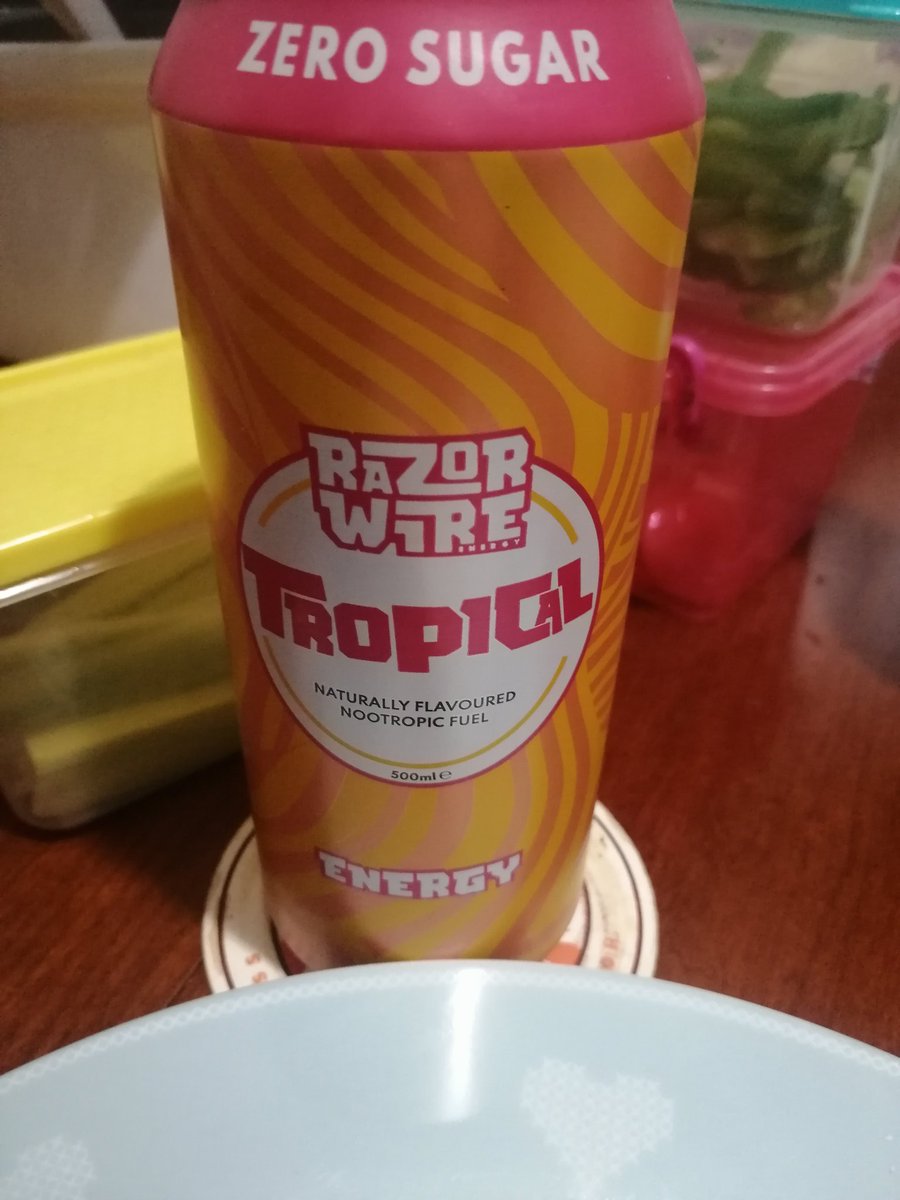 ZERO SUGAR
RAZOR
WIRE
ENERGY
TROPICAL
NATURALLY FLAVOURED
NOOTROPIC FUEL
500ml ℮
ENERGY